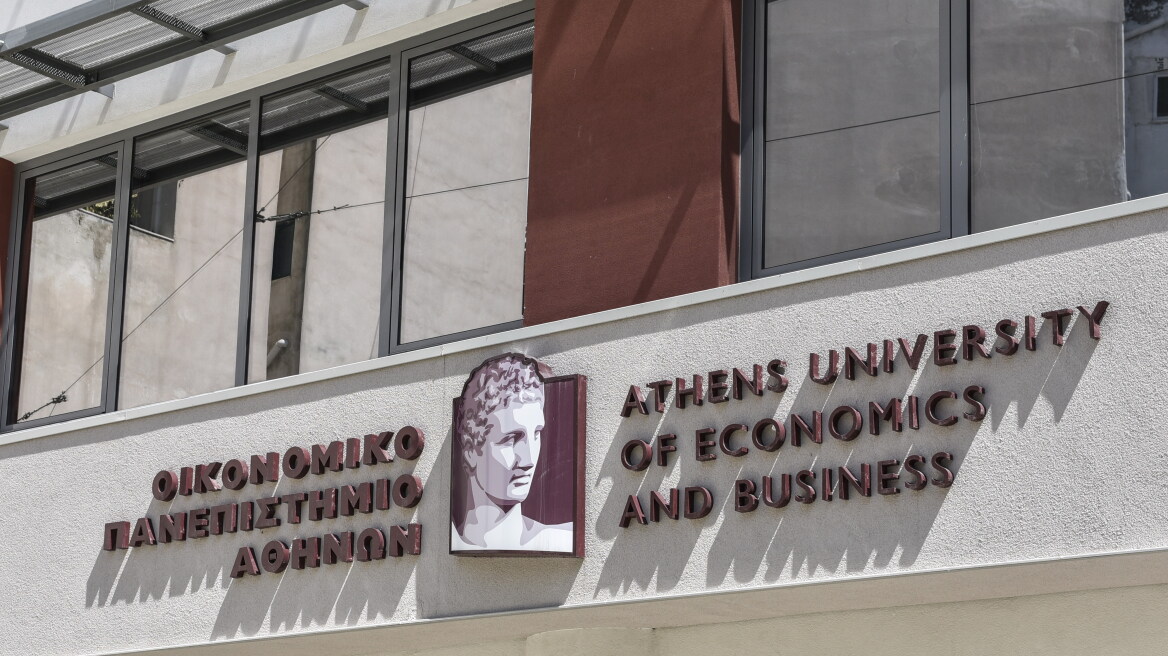 ΟΙΚΟΝΟΜΙΚΟ
ΠΑΝΕΠΙΣΤΗΜΙΟ
ΑΘΗΝΩΝ
ATHENS UNIVERSITY
OF ECONOMICS
AND BUSINESS